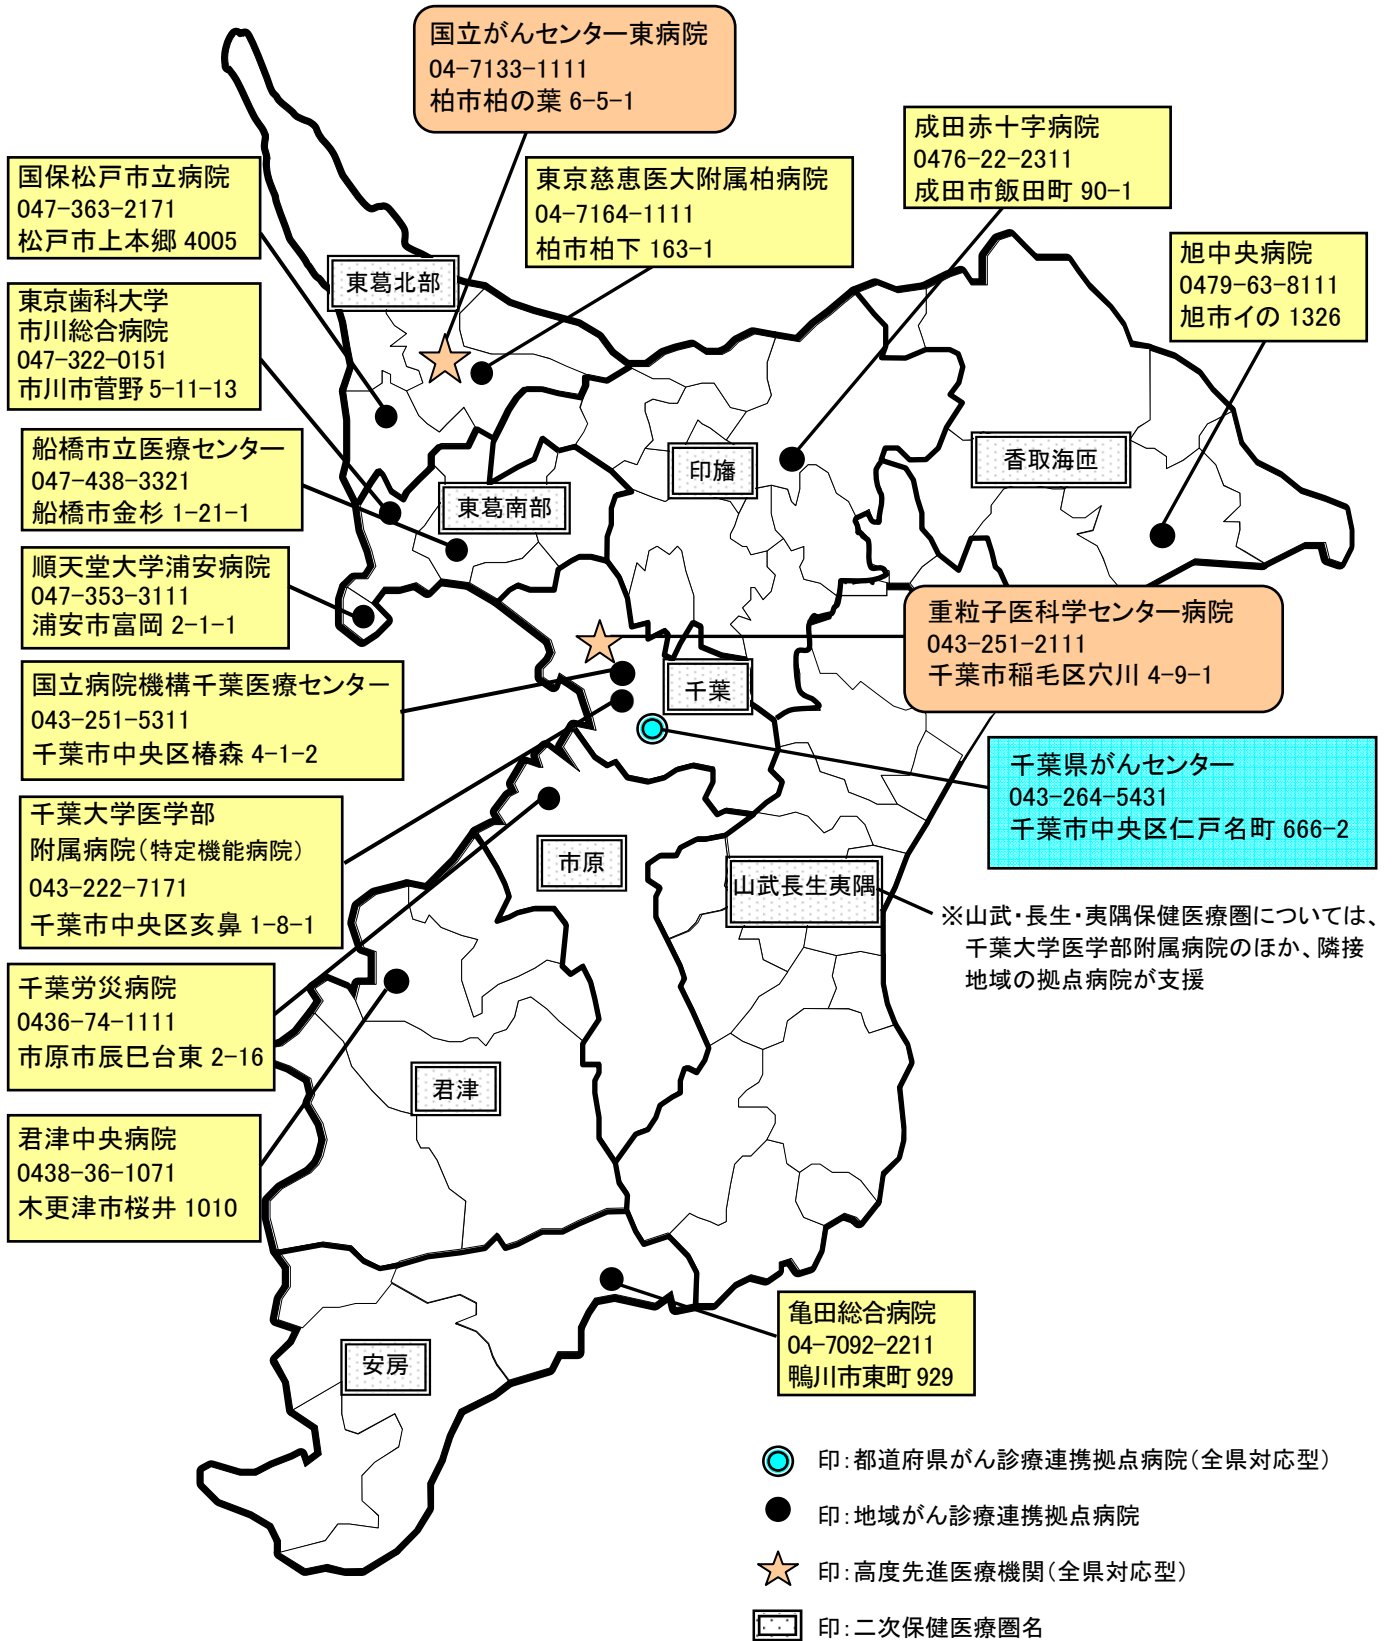 国立がんセンター東病院
04-7133-1111
柏市柏の葉 6-5-1
成田赤十字病院
0476-22-2311
成田市飯田町 90-1
国保松戸市立病院
047-363-2171
松戸市上本郷 4005
東京慈恵医大附属柏病院
04-7164-1111
柏市柏下 163-1
旭中央病院
0479-63-8111
旭市イの 1326
東葛北部
東京歯科大学
市川総合病院
047-322-0151
市川市菅野 5-11-13
船橋市立医療センター
047-438-3321
船橋市金杉 1-21-1
東葛南部
印旛
香取海匝
順天堂大学浦安病院
047-353-3111
浦安市富岡 2-1-1
重粒子医科学センター病院
043-251-2111
千葉市稲毛区穴川 4-9-1
国立病院機構千葉医療センター
043-251-5311
千葉市中央区椿森 4-1-2
千葉
千葉県がんセンター
043-264-5431
千葉市中央区仁戸名町 666-2
千葉大学医学部
附属病院(特定機能病院)
043-222-7171
千葉市中央区亥鼻 1-8-1
市原
山武長生夷隅
※山武・長生・夷隅保健医療圏については、
千葉大学医学部附属病院のほか、隣接
地域の拠点病院が支援
千葉労災病院
0436-74-1111
市原市辰巳台東 2-16
君津
君津中央病院
0438-36-1071
木更津市桜井 1010
亀田総合病院
04-7092-2211
鴨川市東町 929
安房
印:都道府県がん診療連携拠点病院(全県対応型)
印:地域がん診療連携拠点病院
印:高度先進医療機関(全県対応型)
印:二次保健医療圏名